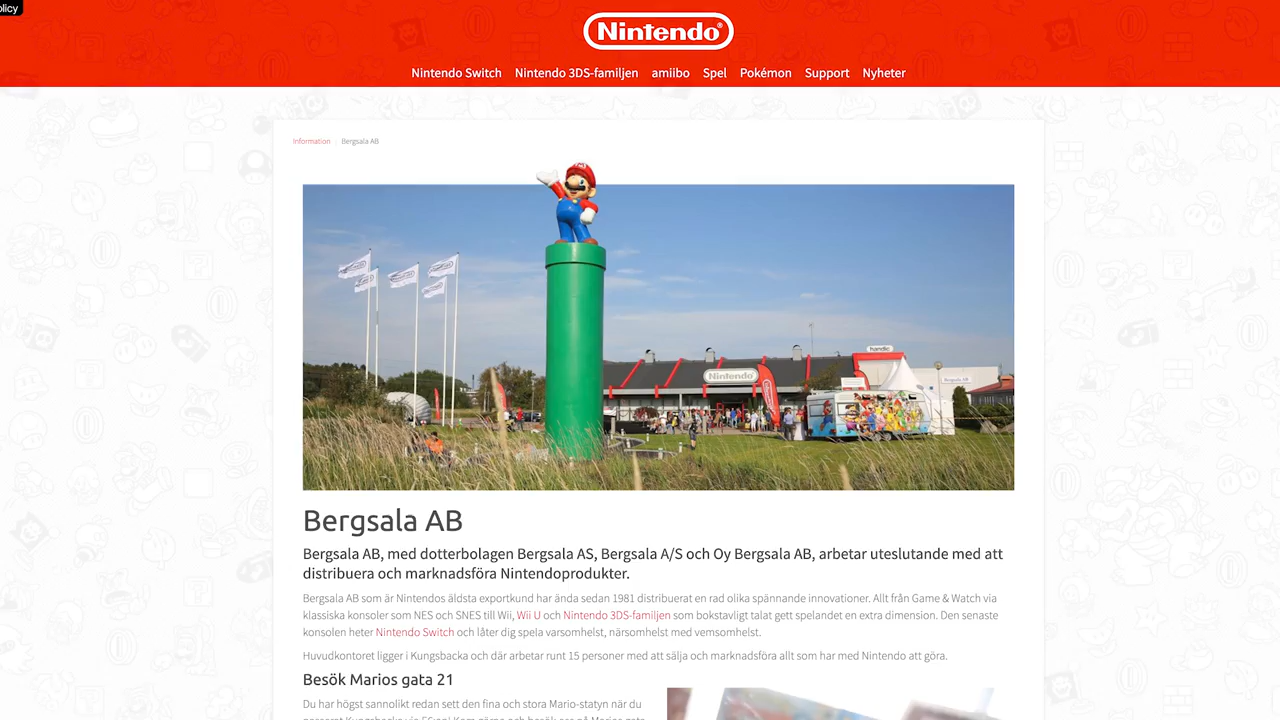 olicy
Nintendo®
Nintendo Switch Nintendo 3DS-familjen amiibo Spel Pokémon Support Nyheter
Information Bergsala AB
handic
Nintendo
Bergsala AB
Bergsala AB
Bergsala AB, med dotterbolagen Bergsala AS, Bergsala A/S och Oy Bergsala AB, arbetar uteslutande med att
distribuera och marknadsföra Nintendoprodukter.
Bergsala AB som är Nintendos äldsta exportkund har ända sedan 1981 distribuerat en rad olika spännande innovationer. Allt från Game & Watch via
klassiska konsoler som NES och SNES till Wii, Wii U och Nintendo 3DS-familjen som bokstavligt talat gett spelandet en extra dimension. Den senaste
konsolen heter Nintendo Switch och låter dig spela varsomhelst, närsomhelst med vemsomhelst.
Huvudkontoret ligger i Kungsbacka och där arbetar runt 15 personer med att sälja och marknadsföra allt som har med Nintendo att göra.
Besök Marios gata 21
Du har högst sannolikt redan sett den fina och stora Mario-statyn när du